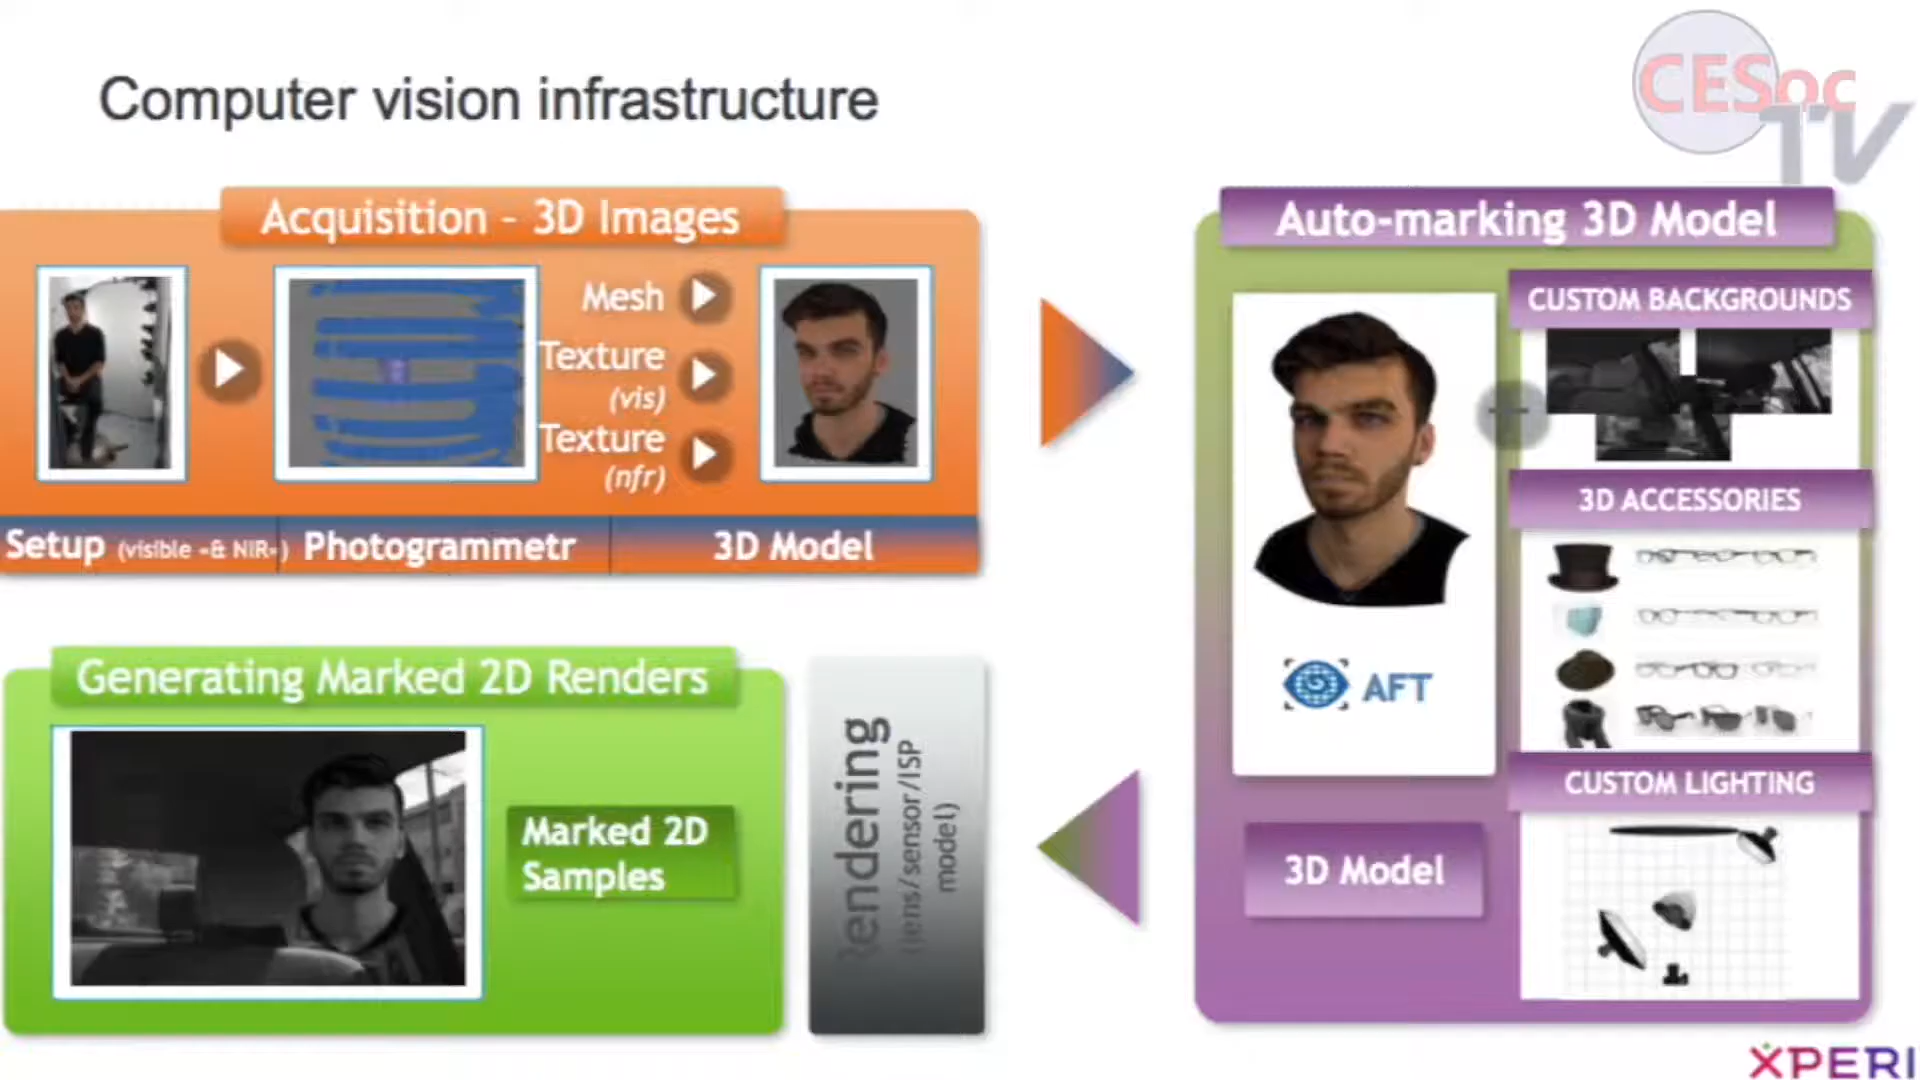 Computer vision infrastructure
CESoc
TV
Acquisition - 3D Images
Mesh
Texture
(vis)
Texture
(nfr)
Setup (visible -& NIR-)
Photogrammetr
3D Model
Auto-marking 3D Model
CUSTOM BACKGROUNDS
3D ACCESSORIES
AFT
CUSTOM LIGHTING
3D Model
Rendering
(lens/sensor/ISP
model)
Generating Marked 2D Renders
Marked 2D
Samples
XPERI